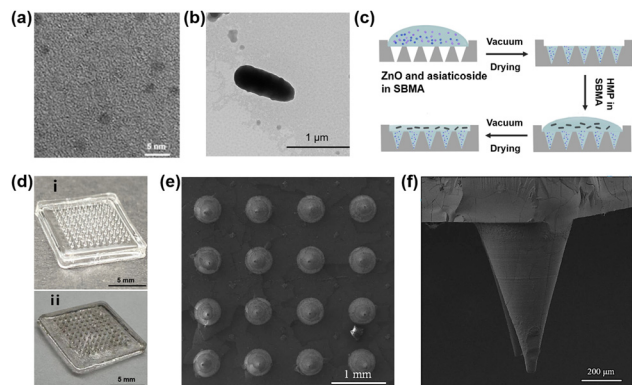 (a)
5 nm
(b)
1 μm
(c)
ZnO and asiaticoside
in SBMA
Vacuum
Drying
HMP in
SBMA
Vacuum
Drying
(d)
i
5 mm
ii
5 mm
(e)
1 mm
(f)
200 μm